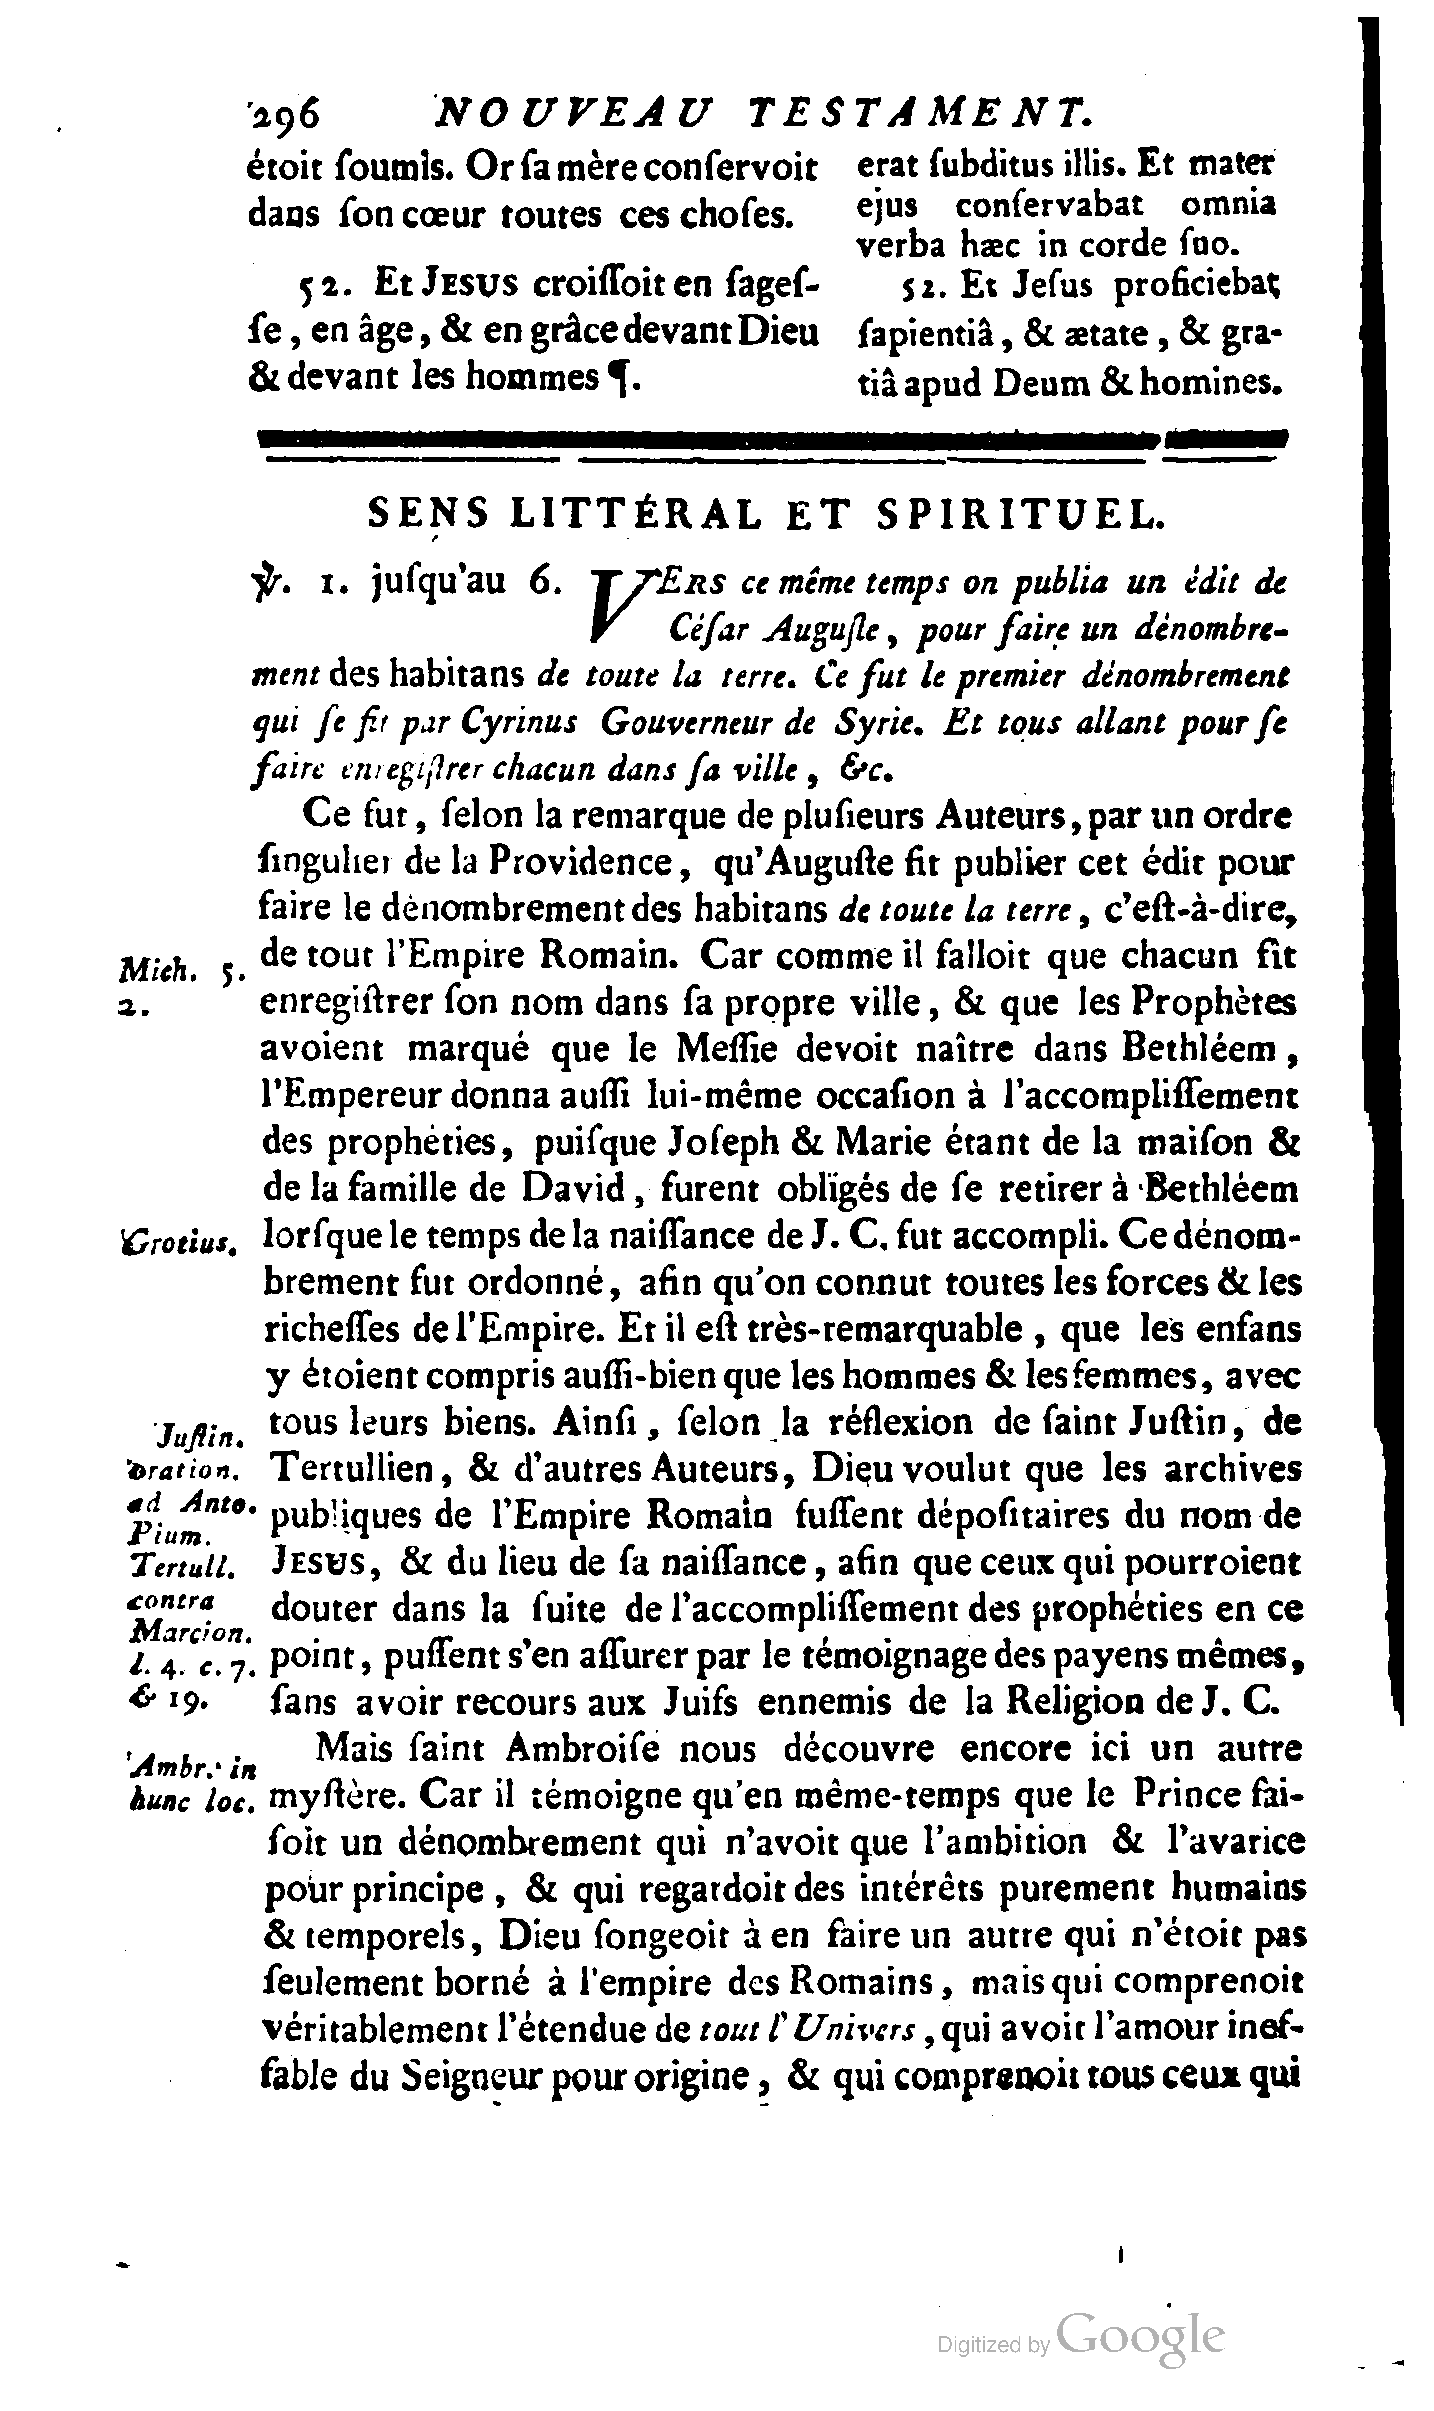 296 NOUVEAU TESTAMENT.
étoit ſoumis. Or ſa mère conſervoit
dans ſon cœur toutes ces choſes.
52. Et JESUS croiſſoit en ſageſ-
ſe, en âge, & en grâce devant Dieu
& devant les hommes ¶.
erat ſubditus illis. Et mater
ejus conſervabat omnia
verba hæc in corde ſuo.
52. Et Jeſus proficiebat
ſapientiâ, & ætate, & gra-
tiâ apud Deum & homines.
SENS LITTÉRAL ET SPIRITUEL.
℣. 1. juſqu'au 6. VERS ce même temps on publia un édit de
Céſar Auguſte, pour faire un dénombre-
ment des habitans de toute la terre. Ce fut le premier dénombrement
qui ſe fit par Cyrinus Gouverneur de Syrie. Et tous allant pour ſe
faire enregiſtrer chacun dans ſa ville, &c.
Ce fut, ſelon la remarque de pluſieurs Auteurs, par un ordre
ſingulier de la Providence, qu'Auguſte fit publier cet édit pour
faire le dénombrement des habitans de toute la terre, c'eſt-à-dire,
de tout l'Empire Romain. Car comme il falloit que chacun fît
enregiſtrer ſon nom dans ſa propre ville, & que les Prophètes
avoient marqué que le Meſſie devoit naître dans Bethléem,
l'Empereur donna auſſi lui-même occaſion à l'accompliſſement
des prophéties, puiſque Joſeph & Marie étant de la maiſon &
de la famille de David, furent obligés de ſe retirer à Bethléem
lorſque le temps de la naiſſance de J. C. fut accompli. Ce dénom-
brement fut ordonné, afin qu'on connut toutes les forces & les
richeſſes de l'Empire. Et il eſt très-remarquable, que les enfans
y étoient compris auſſi-bien que les hommes & les femmes, avec
tous leurs biens. Ainſi, ſelon la réflexion de ſaint Juſtin, de
Tertullien, & d'autres Auteurs, Dieu voulut que les archives
publiques de l'Empire Romain fuſſent dépoſitaires du nom de
JESUS, & du lieu de ſa naiſſance, afin que ceux qui pourroient
douter dans la ſuite de l'accompliſſement des prophéties en ce
point, puſſent s'en aſſurer par le témoignage des payens mêmes,
ſans avoir recours aux Juifs ennemis de la Religion de J. C.
Mais ſaint Ambroiſe nous découvre encore ici un autre
myſtère. Car il témoigne qu'en même-temps que le Prince fai-
ſoit un dénombrement qui n'avoit que l'ambition & l'avarice
pour principe, & qui regardoit des intérêts purement humains
& temporels, Dieu ſongeoit à en faire un autre qui n'étoit pas
ſeulement borné à l'empire des Romains, mais qui comprenoit
véritablement l'étendue de tout l'Univers, qui avoit l'amour inef-
fable du Seigneur pour origine, & qui comprenoit tous ceux qui
Mich. 5.
2.
Grotius.
Juſtin.
oration.
ad Anto.
Pium.
Tertull.
contra
Marcion.
l. 4. c. 7.
& 19.
Ambr. in
hunc loc.
Digitized by Google